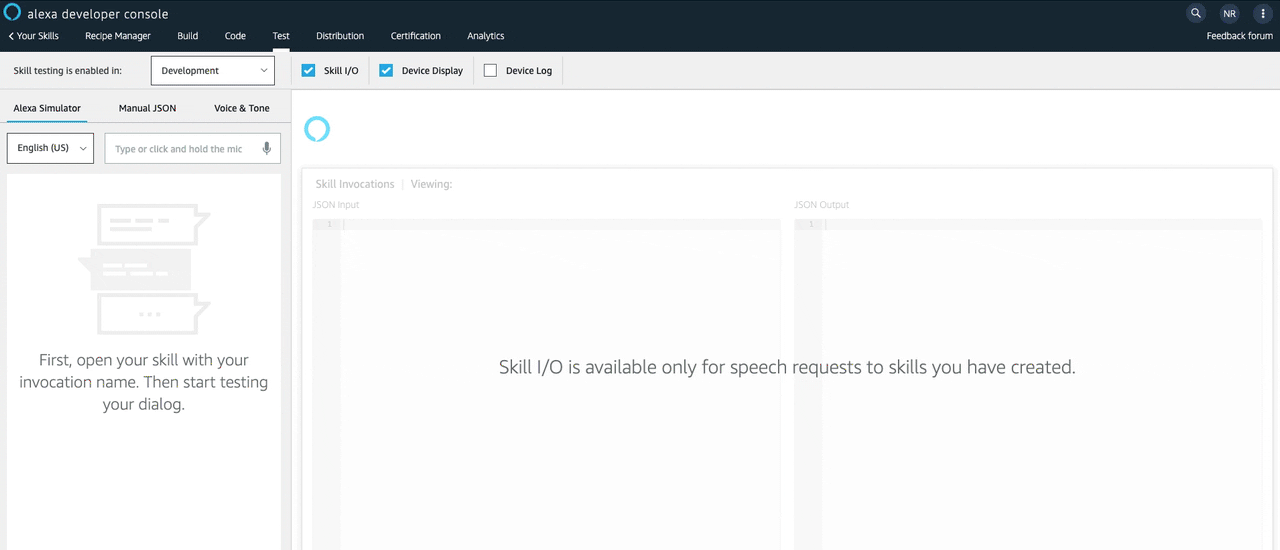 alexa developer console
NR
Your Skills
Recipe Manager
Build
Code
Test
Distribution
Certification
Analytics
Feedback forum
Skill testing is enabled in:
Development
Skill I/O
Device Display
Device Log
Alexa Simulator
Manual JSON
Voice & Tone
English (US)
Type or click and hold the mic
First, open your skill with your
invocation name. Then start testing
your dialog.
Skill Invocations | Viewing:
JSON Input
JSON Output
1
1
Skill I/O is available only for speech requests to skills you have created.